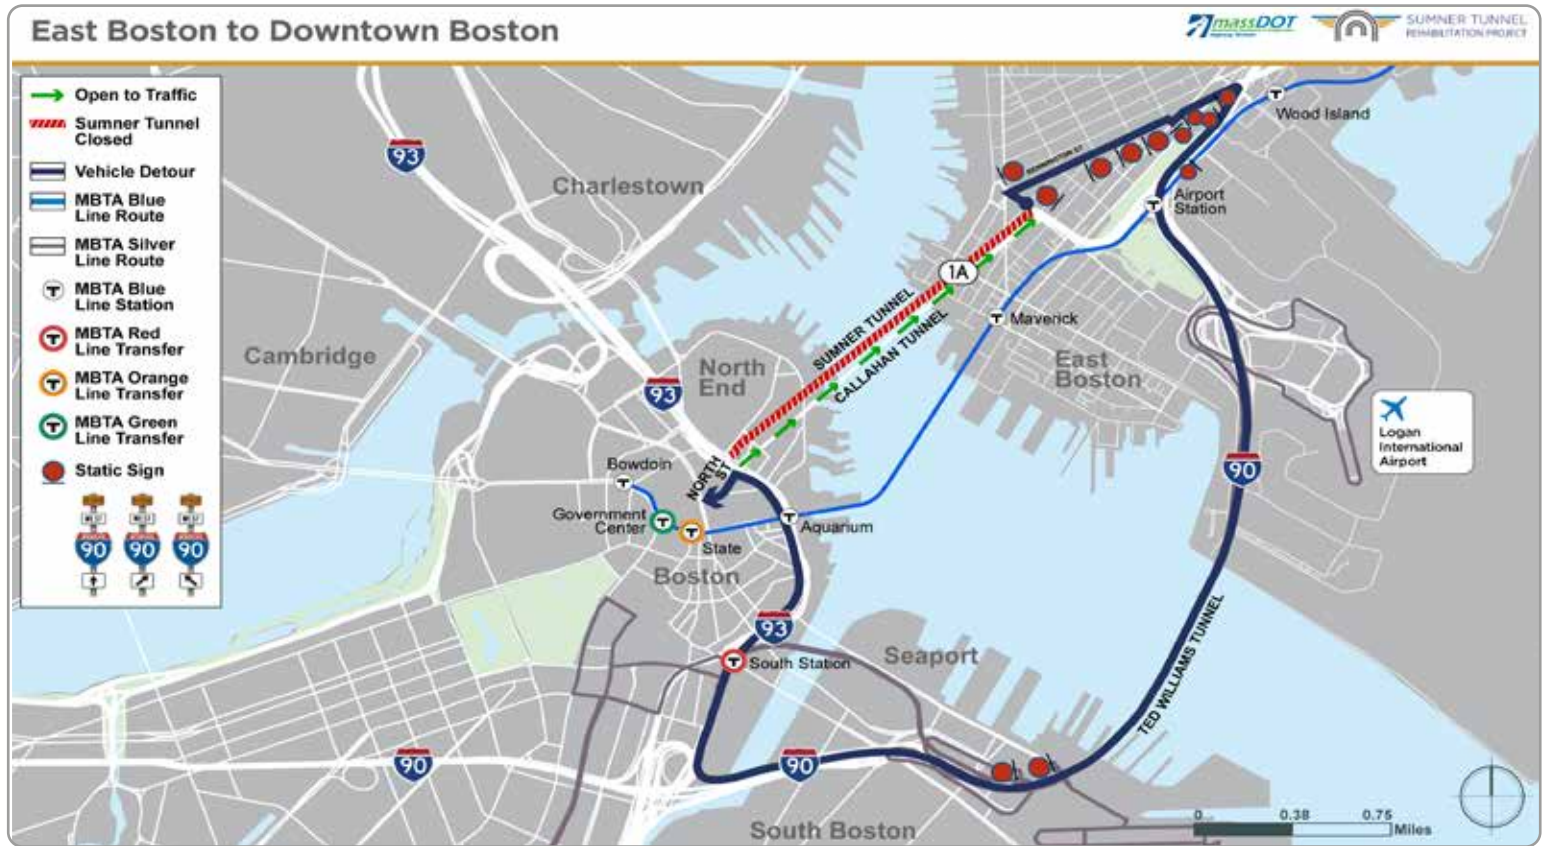 East Boston to Downtown Boston
massDOT
SUMNER TUNNEL
REHABILITATION PROJECT
Open to Traffic
Sumner Tunnel
Closed
Vehicle Detour
MBTA Blue
Line Route
MBTA Silver
Line Route
MBTA Blue
Line Station
MBTA Red
Line Transfer
MBTA Orange
Line Transfer
MBTA Green
Line Transfer
Static Sign
90
90
90
93
Charlestown
Wood Island
Airport
Station
1A
SUMNER TUNNEL
CALLAHAN TUNNEL
Maverick
Cambridge
North
End
93
East
Boston
Logan
International
Airport
90
NORTH
ST
Bowdoin
Government
Center
State
Aquarium
Boston
93
South Station
Seaport
TED WILLIAMS TUNNEL
90
90
South Boston
0
0.38
0.75
Miles
T
T
T
T
T
T
T
T
T
T
T
T